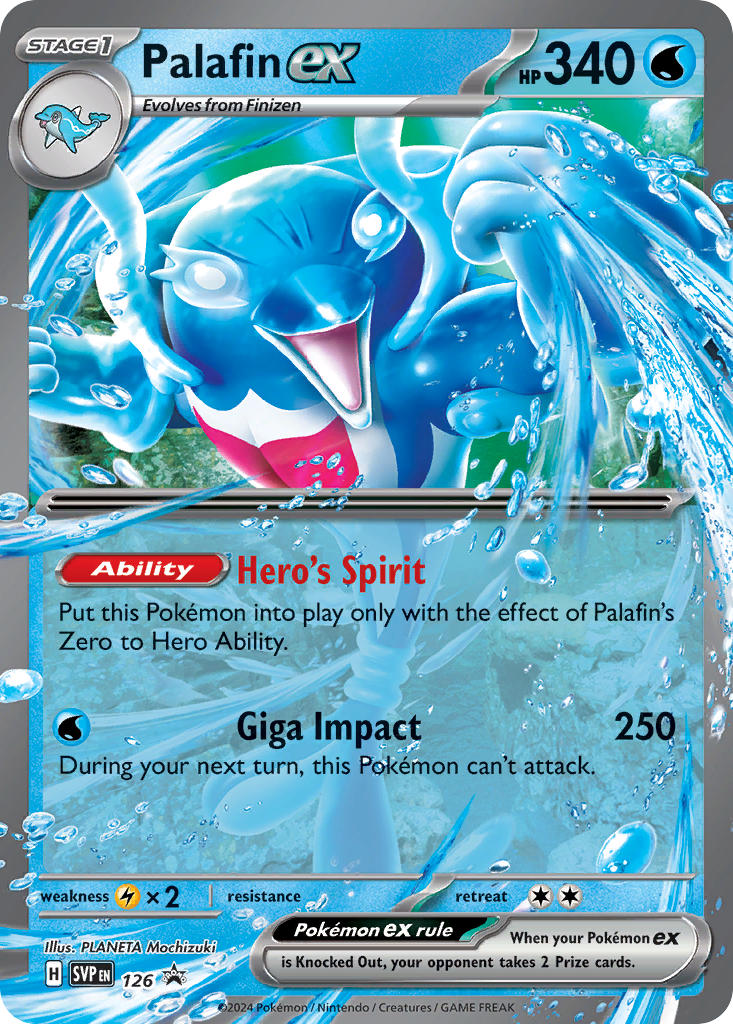 STAGE1
Palafin ex
HP 340
Evolves from Finizen
Ability Hero's Spirit
Put this Pokémon into play only with the effect of Palafin's
Zero to Hero Ability.
Giga Impact 250
During your next turn, this Pokémon can't attack.
weakness ×2 resistance retreat
Illus. PLANETA Mochizuki
Pokémon ex rule
When your Pokémon ex
is Knocked Out, your opponent takes 2 Prize cards.
H SVP EN 126
©2024 Pokémon / Nintendo / Creatures / GAME FREAK